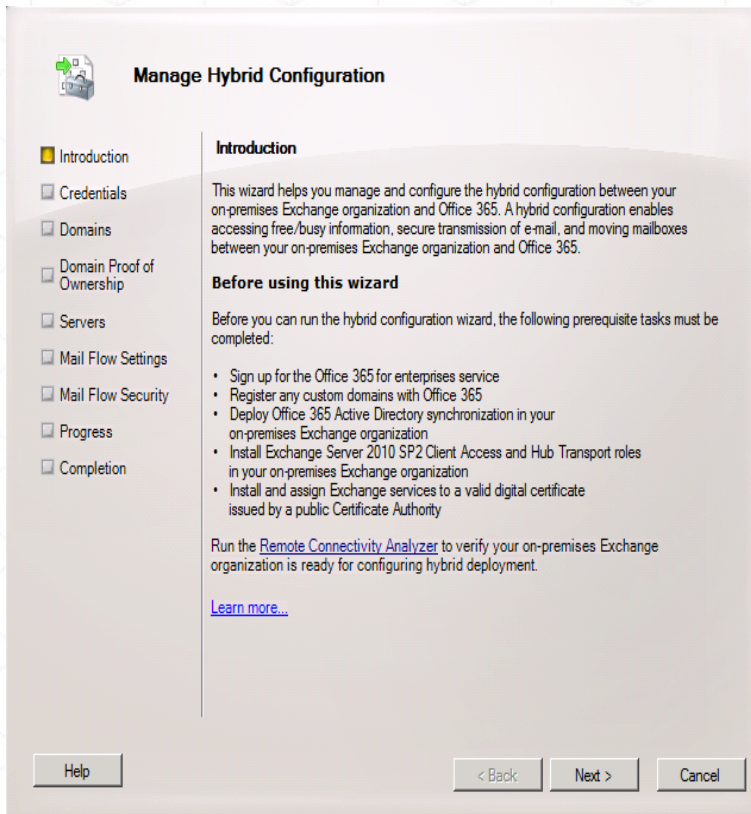 Manage Hybrid Configuration
Introduction
Credentials
Domains
Domain Proof of
Ownership
Servers
Mail Flow Settings
Mail Flow Security
Progress
Completion
Introduction
This wizard helps you manage and configure the hybrid configuration between your
on-premises Exchange organization and Office 365. A hybrid configuration enables
accessing free/busy information, secure transmission of e-mail, and moving mailboxes
between your on-premises Exchange organization and Office 365.
Before using this wizard
Before you can run the hybrid configuration wizard, the following prerequisite tasks must be
completed:
• Sign up for the Office 365 for enterprises service
• Register any custom domains with Office 365
• Deploy Office 365 Active Directory synchronization in your
on-premises Exchange organization
• Install Exchange Server 2010 SP2 Client Access and Hub Transport roles
in your on-premises Exchange organization
• Install and assign Exchange services to a valid digital certificate
issued by a public Certificate Authority
Run the Remote Connectivity Analyzer to verify your on-premises Exchange
organization is ready for configuring hybrid deployment.
Learn more...
Help
< Back
Next >
Cancel